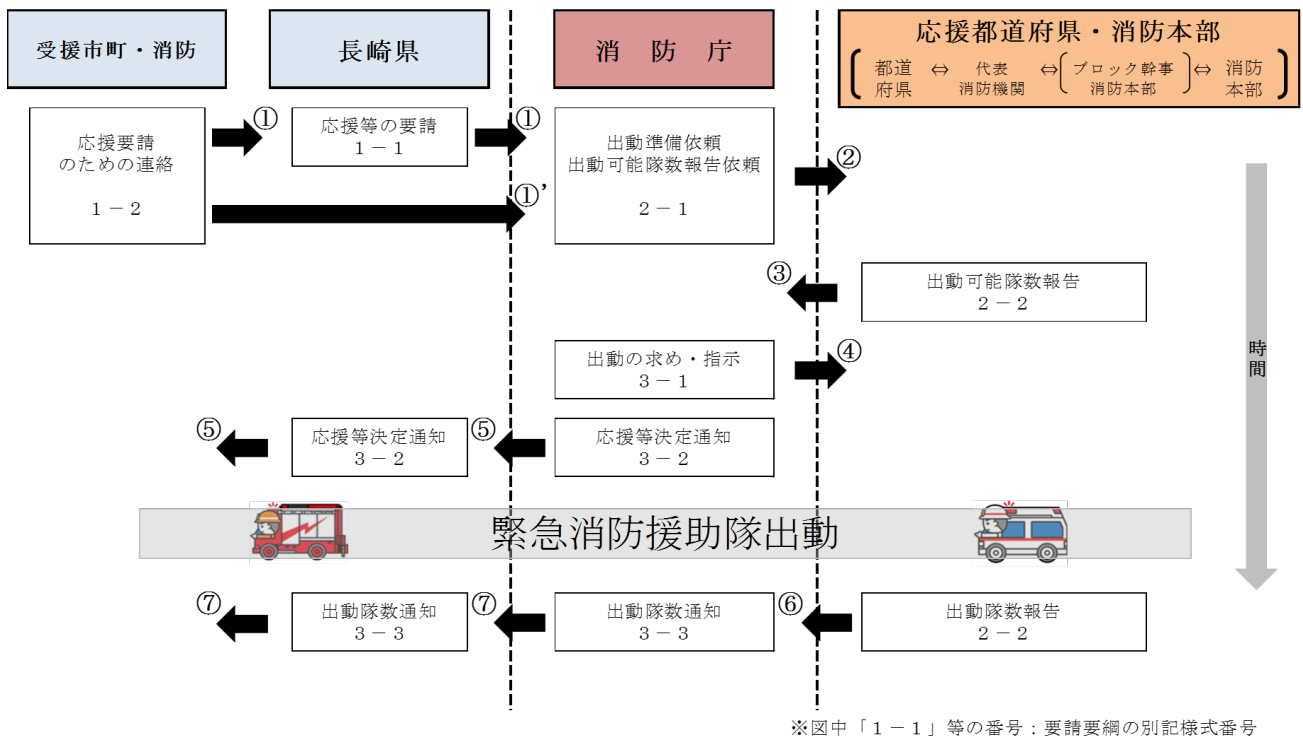 受援市町・消防
長崎県
消防庁
応援都道府県・消防本部
都道府県 ⇔ 代表消防機関 ⇔ ブロック幹事消防本部 ⇔ 消防本部
応援要請
のための連絡
1－2
①
応援等の要請
1－1
①
①’
出動準備依頼
出動可能隊数報告依頼
2－1
②
③
出動可能隊数報告
2－2
出動の求め・指示
3－1
④
⑤
応援等決定通知
3－2
⑤
応援等決定通知
3－2
時間
緊急消防援助隊出動
⑦
出動隊数通知
3－3
⑦
出動隊数通知
3－3
⑥
出動隊数報告
2－2
※図中「1－1」等の番号：要請要綱の別記様式番号